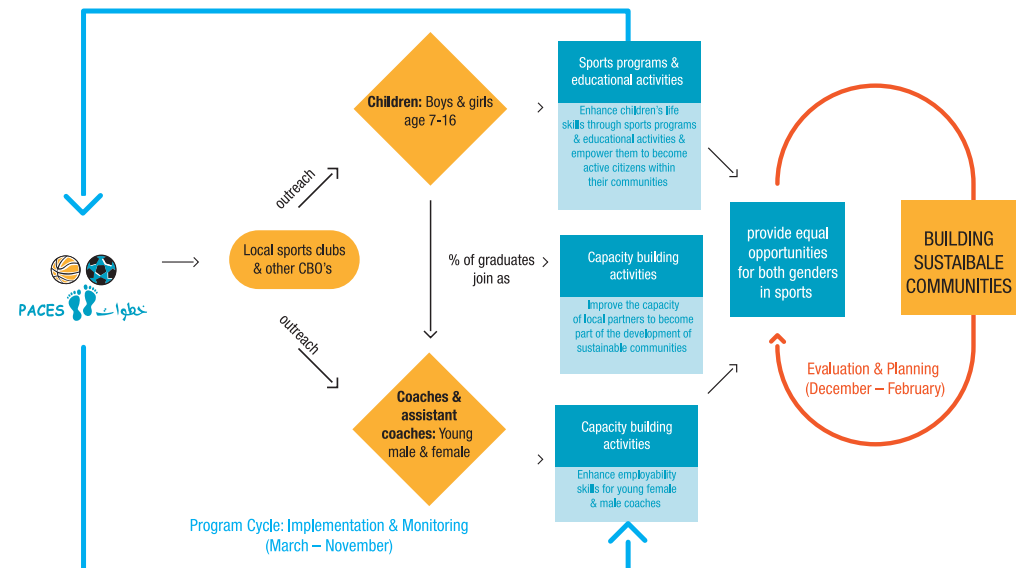 Sports programs &
educational activities
Enhance children's life
skills through sports programs
& educational activities &
empower them to become
active citizens within
their communities
Children: Boys & girls
age 7-16
outreach
PACES خطوات
Local sports clubs
& other CBO's
% of graduates
join as
Capacity building
activities
Improve the capacity
of local partners to become
part of the development of
sustainable communities
provide equal
opportunities
for both genders
in sports
BUILDING
SUSTAIBALE
COMMUNITIES
outreach
Coaches &
assistant
coaches: Young
male & female
Capacity building
activities
Enhance employability
skills for young female
& male coaches
Evaluation & Planning
(December – February)
Program Cycle: Implementation & Monitoring
(March – November)